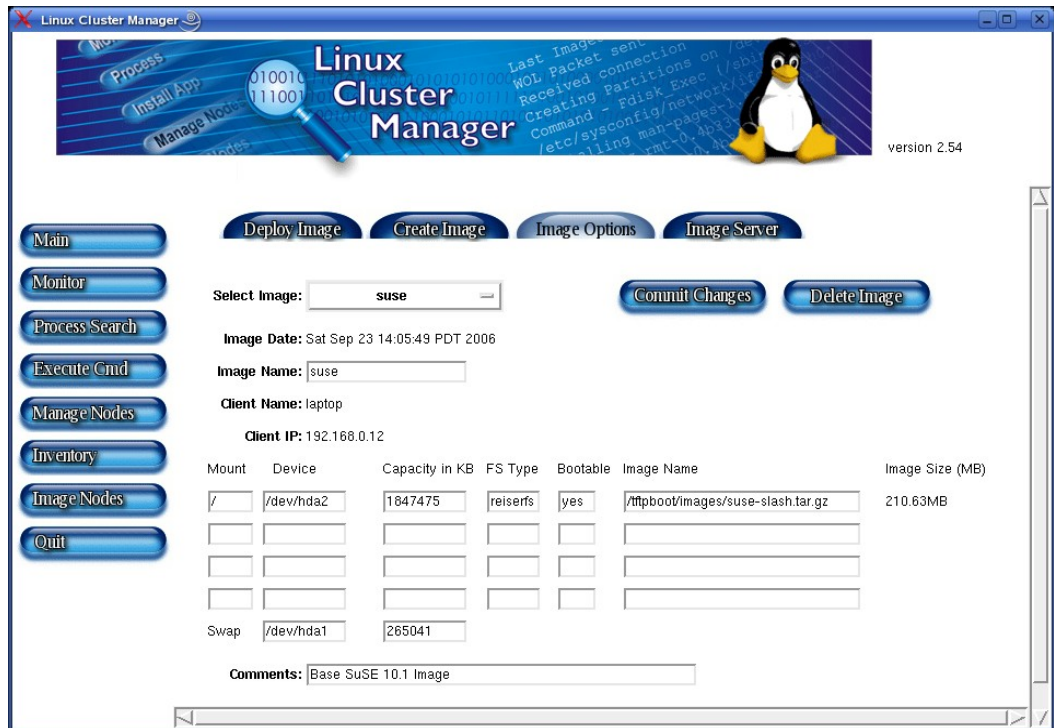 Linux Cluster Manager
Process
Install App
Manage Nodes
Nodes
Linux
Cluster
Manager
Last Image sent
WOL Packet
Received connection on
Creating Partitions
Command Fdisk Exec
/etc/sysconfig/network
man-pages
version 2.54
Deploy Image
Create Image
Image Options
Image Server
Main
Monitor
Process Search
Execute Cmd
Manage Nodes
Inventory
Image Nodes
Quit
Select Image: suse
Commit Changes
Delete Image
Image Date: Sat Sep 23 14:05:49 PDT 2006
Image Name: suse
Client Name: laptop
Client IP: 192.168.0.12
Mount Device Capacity in KB FS Type Bootable Image Name Image Size (MB)
/ /dev/hda2 1847475 reiserfs yes /tftpboot/images/suse-slash.tar.gz 210.63MB
Swap /dev/hda1 265041
Comments: Base SuSE 10.1 Image